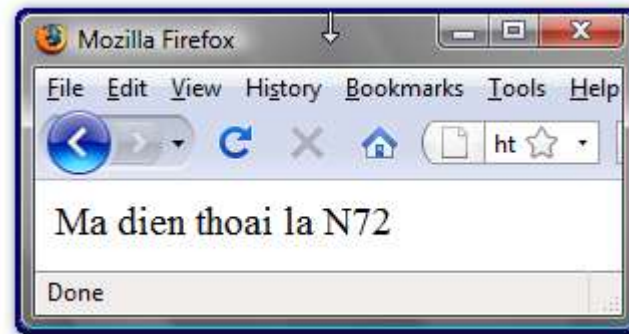 Mozilla Firefox
File Edit View History Bookmarks Tools Help
ht
Ma dien thoai la N72
Done